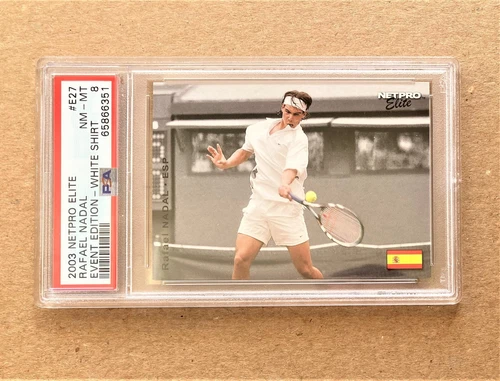 2003 NETPRO ELITE #E27
RAFAEL NADAL NM - MT
EVENT EDITION - WHITE SHIRT 8
PSA 65866351
NETPRO
Elite
Rafael NADAL - ESP